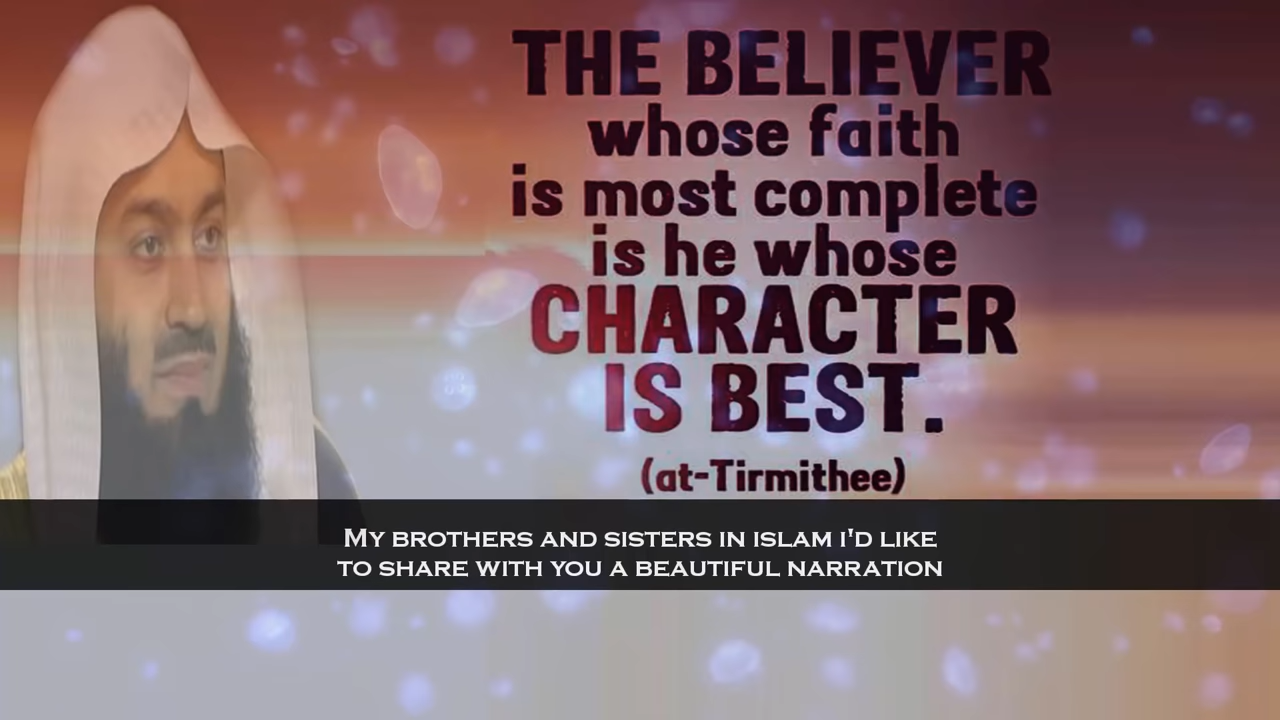 THE BELIEVER
whose faith
is most complete
is he whose
CHARACTER
IS BEST.
(at-Tirmithee)
My brothers and sisters in islam i'd like
to share with you a beautiful narration